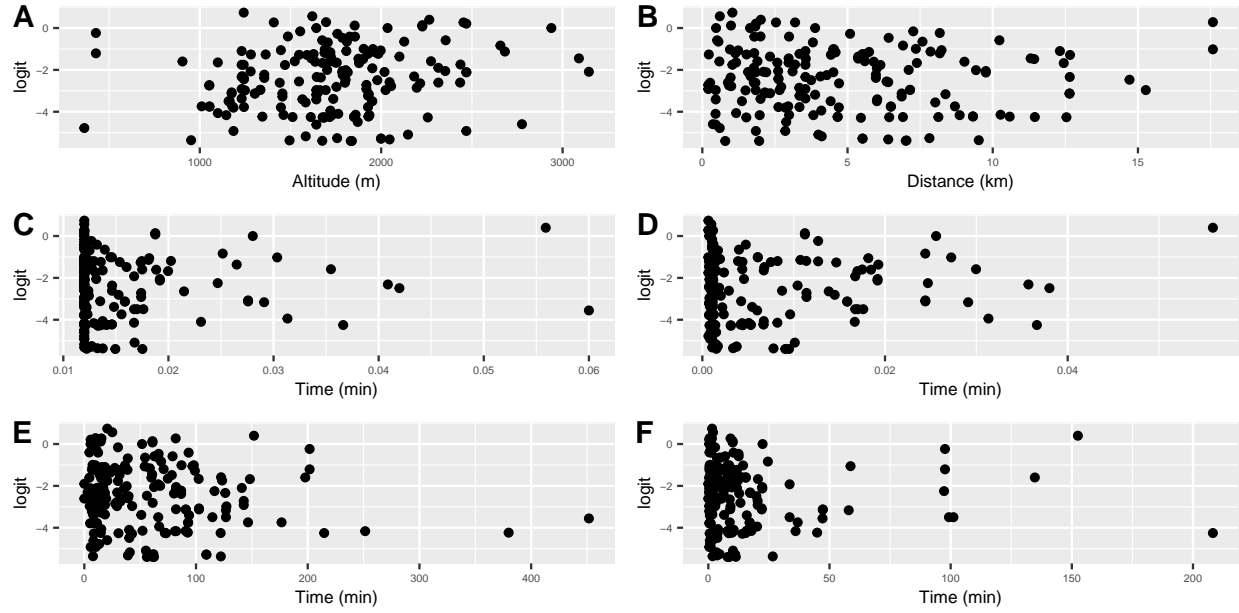 A
B
logit
0
−2
−4
1000
2000
3000
Altitude (m)
logit
0
−2
−4
0
5
10
15
Distance (km)
C
D
logit
0
−2
−4
0.01
0.02
0.03
0.04
0.05
0.06
Time (min)
logit
0
−2
−4
0.00
0.02
0.04
Time (min)
E
F
logit
0
−2
−4
0
100
200
300
400
Time (min)
logit
0
−2
−4
0
50
100
150
200
Time (min)